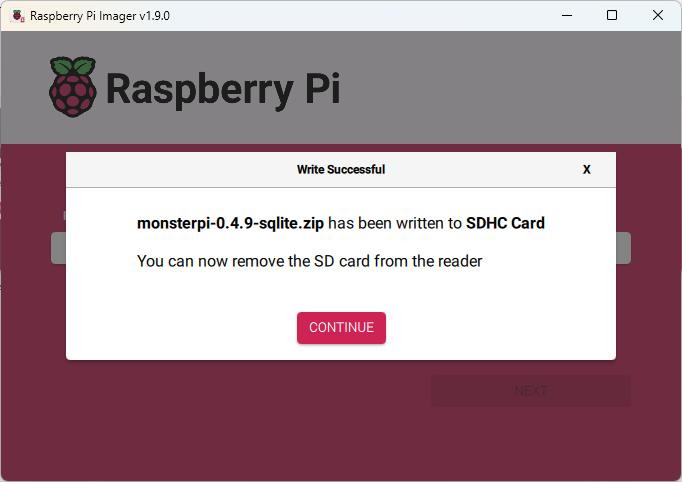 Raspberry Pi Imager v1.9.0
Raspberry Pi
Write Successful
X
monsterpi-0.4.9-sqlite.zip has been written to SDHC Card
You can now remove the SD card from the reader
CONTINUE
NEXT